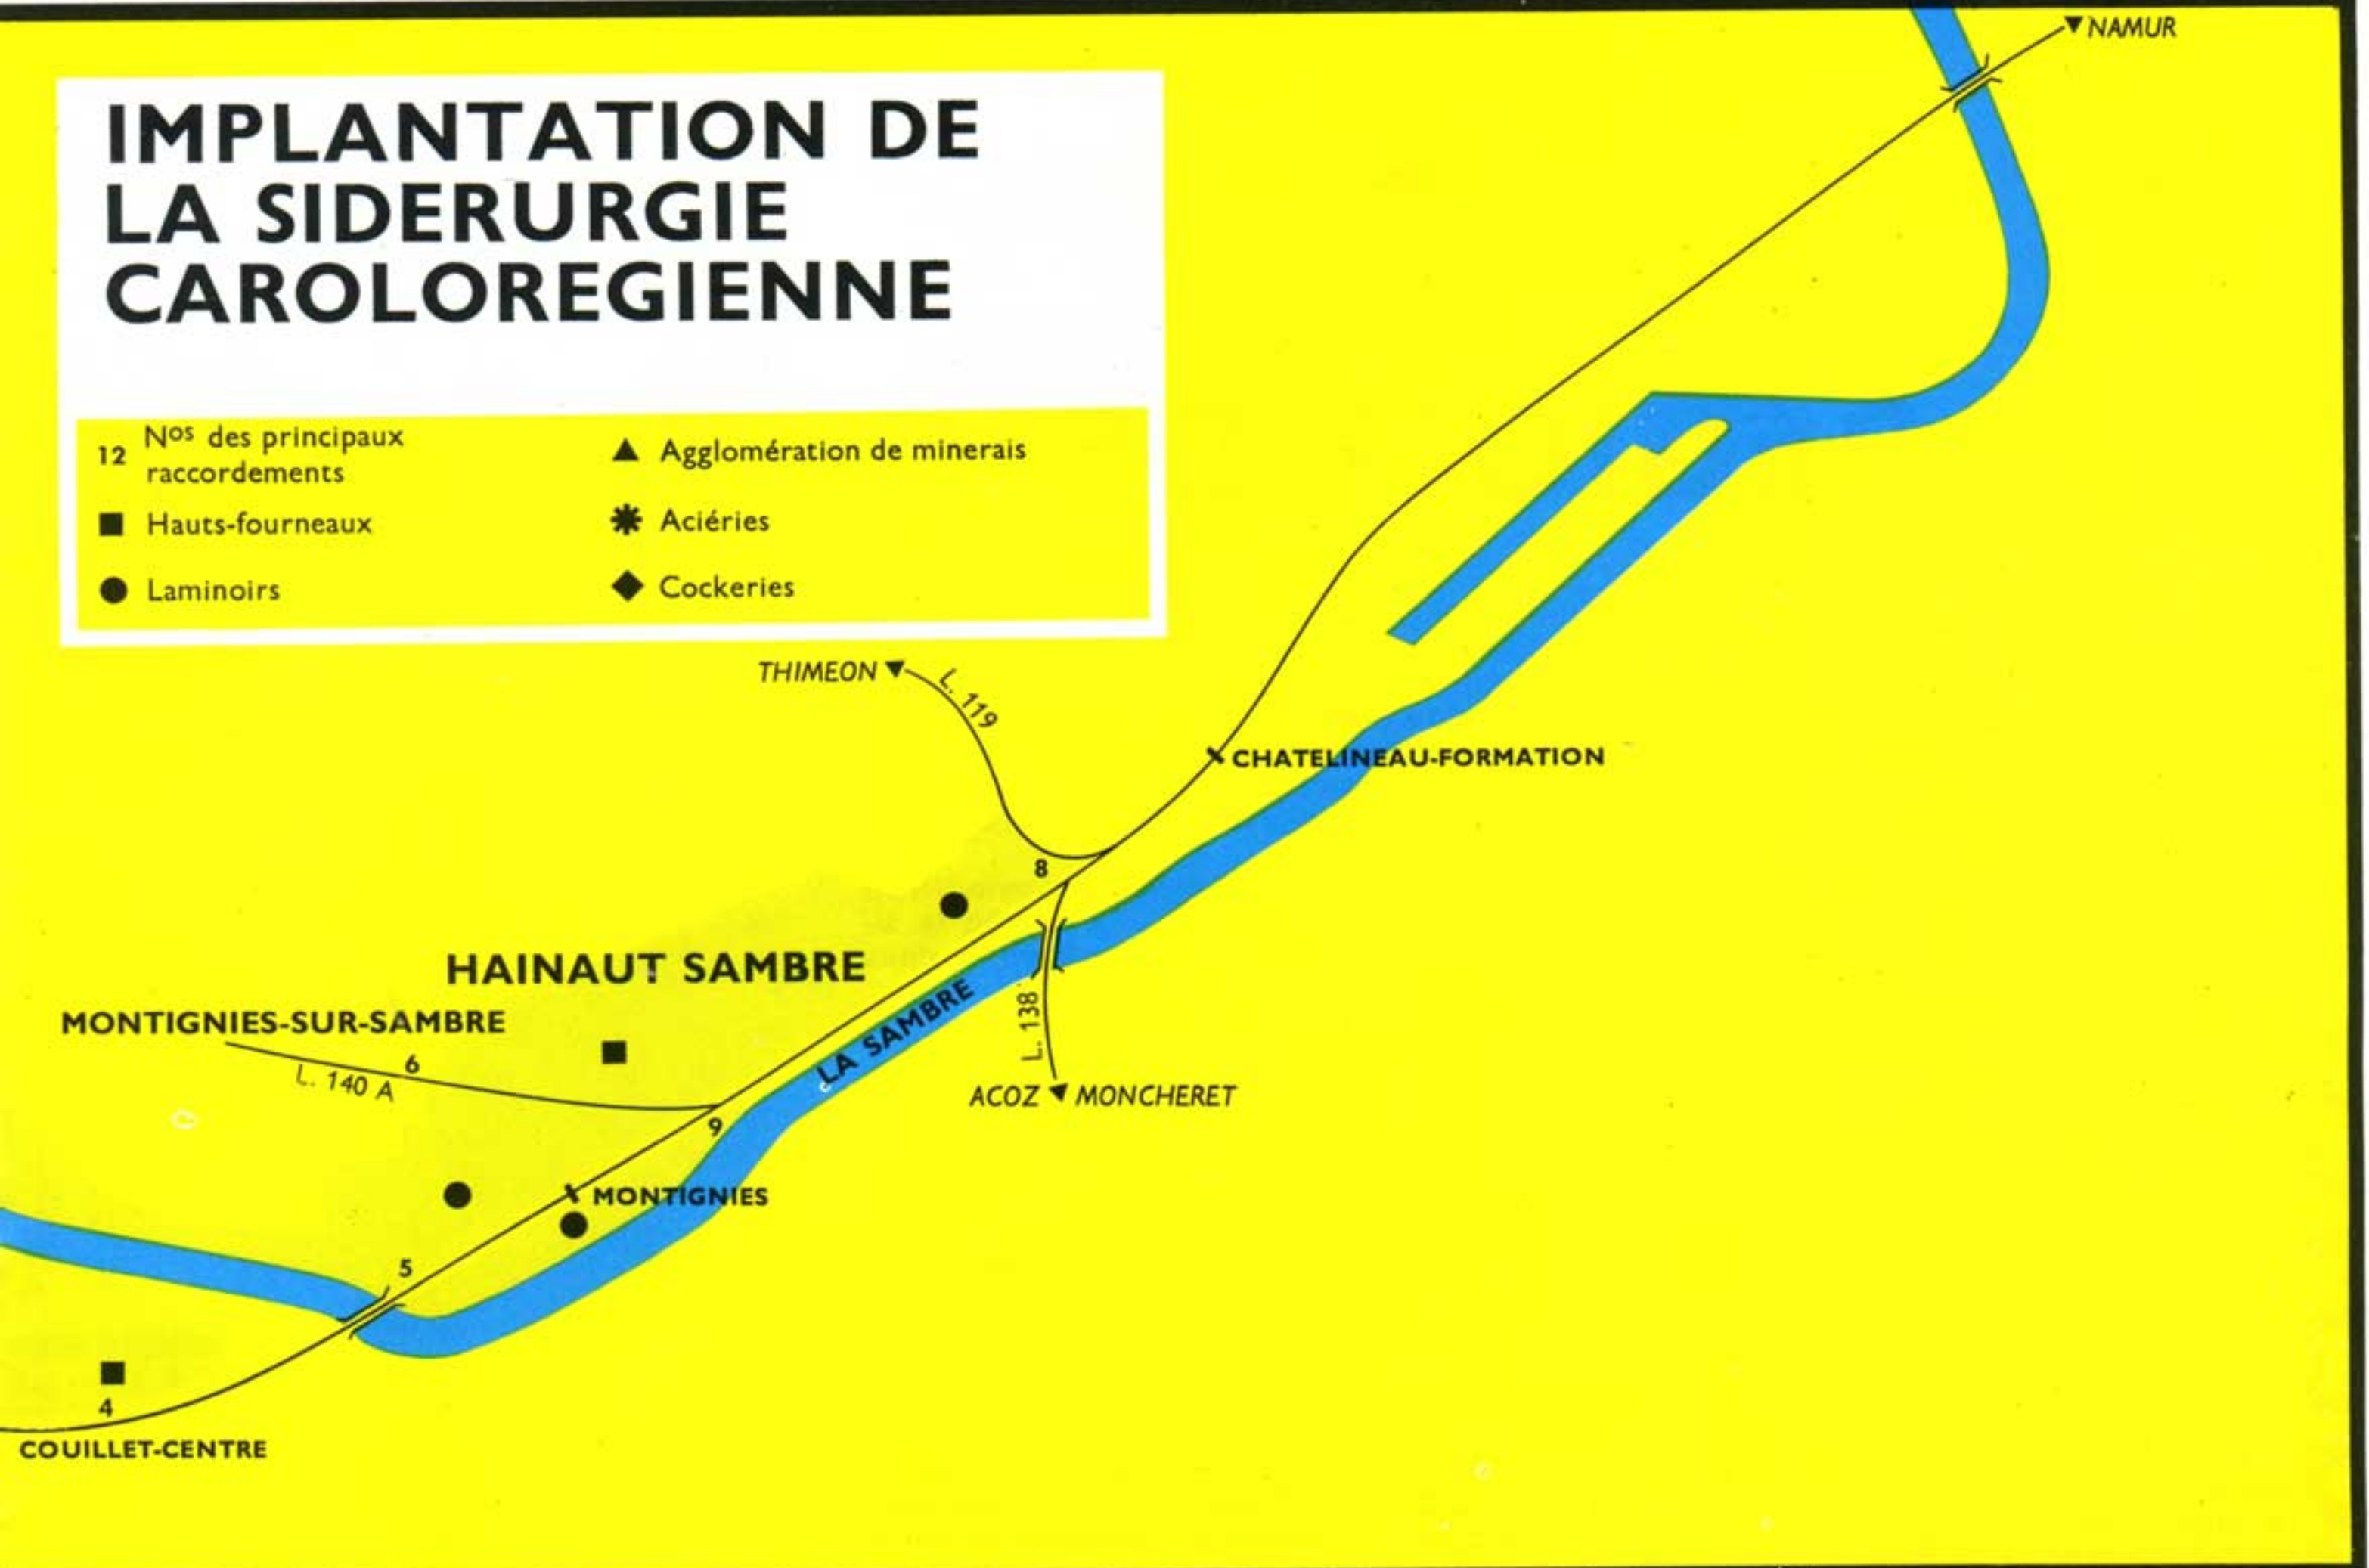 NAMUR
IMPLANTATION DE
LA SIDERURGIE
CAROLOREGIENNE
12 Nos des principaux
raccordements
Hauts-fourneaux
Laminoirs
Agglomération de minerais
Aciéries
Cockeries
THIMEON
L. 119
CHATELINEAU-FORMATION
8
HAINAUT SAMBRE
MONTIGNIES-SUR-SAMBRE
6
L. 140 A
LA SAMBRE
L. 138
ACOZ MONCHERET
9
MONTIGNIES
5
4
COUILLET-CENTRE